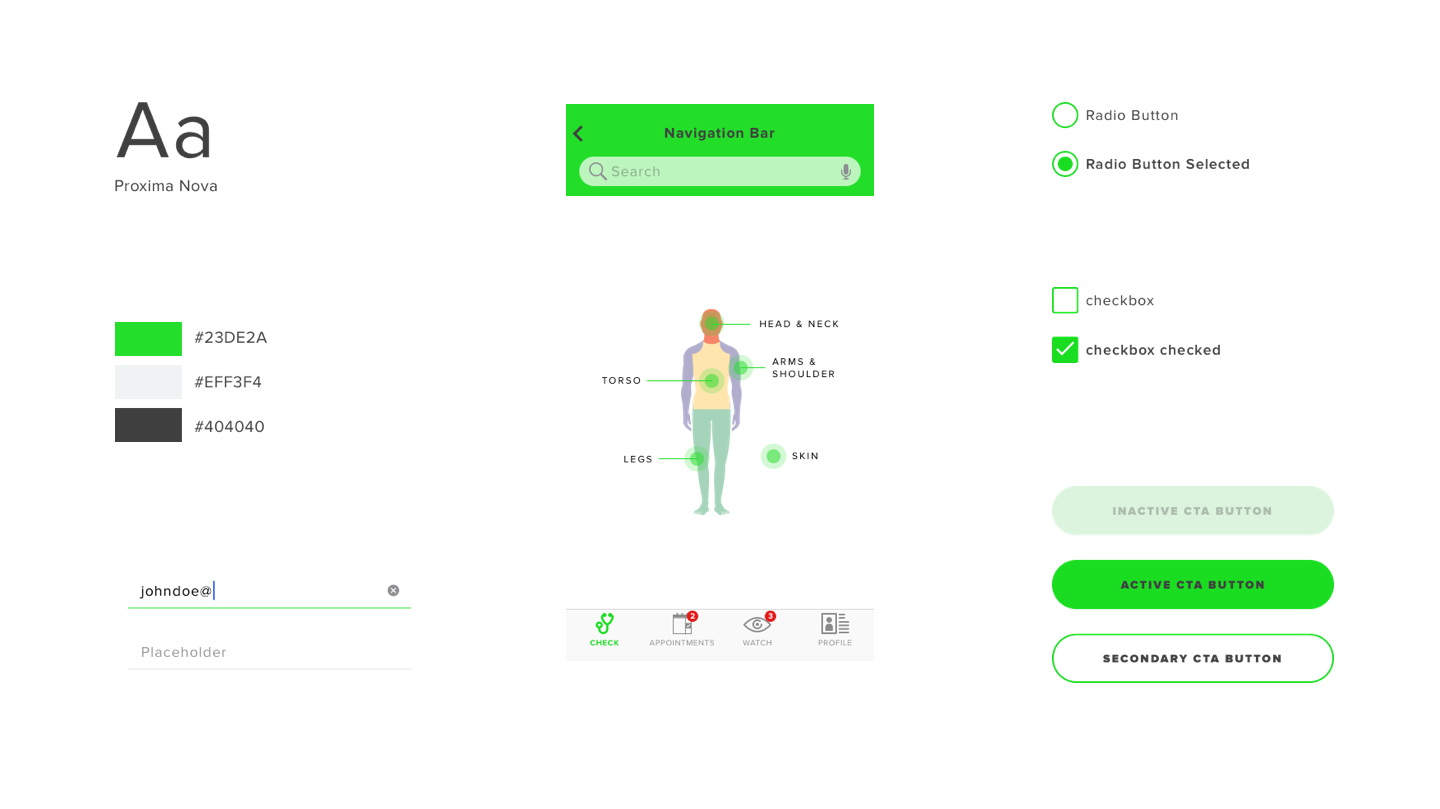 Aa
Proxima Nova
#23DE2A
#EFF3F4
#404040
johndoe@
Placeholder
Navigation Bar
Search
HEAD & NECK
ARMS &
SHOULDER
TORSO
LEGS
SKIN
2
3
CHECK
APPOINTMENTS
WATCH
PROFILE
Radio Button
Radio Button Selected
checkbox
checkbox checked
INACTIVE CTA BUTTON
ACTIVE CTA BUTTON
SECONDARY CTA BUTTON